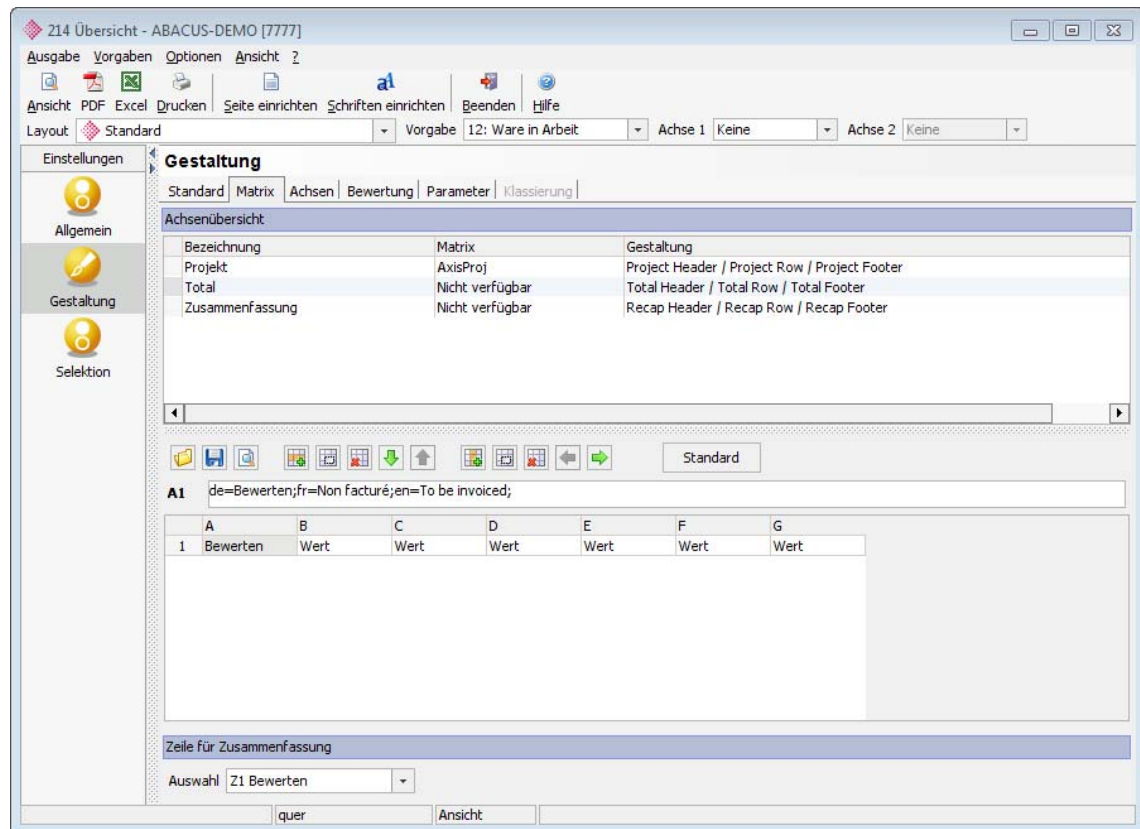 214 Übersicht - ABACUS-DEMO [7777]
Ausgabe Vorgaben Optionen Ansicht ?
Ansicht PDF Excel Drucken Seite einrichten Schriften einrichten Beenden Hilfe
Layout Standard Vorgabe 12: Ware in Arbeit Achse 1 Keine Achse 2 Keine
Einstellungen
Allgemein
Gestaltung
Selektion
Gestaltung
Standard Matrix Achsen Bewertung Parameter Klassierung
Achsenübersicht
Bezeichnung Matrix Gestaltung
Projekt AxisProj Project Header / Project Row / Project Footer
Total Nicht verfügbar Total Header / Total Row / Total Footer
Zusammenfassung Nicht verfügbar Recap Header / Recap Row / Recap Footer
Standard
A1 de=Bewerten;fr=Non facturé;en=To be invoiced;
A B C D E F G
1 Bewerten Wert Wert Wert Wert Wert Wert
Zeile für Zusammenfassung
Auswahl Z1 Bewerten
quer Ansicht